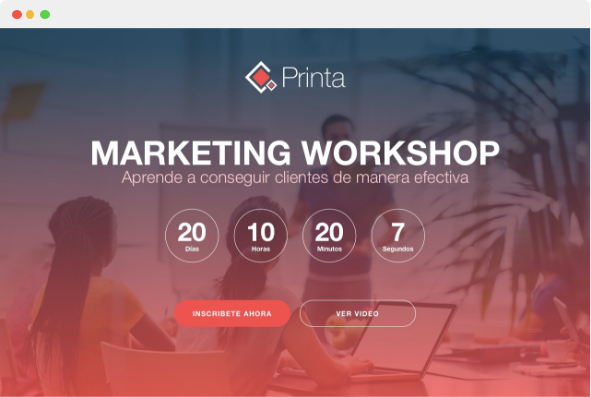 Printa
MARKETING WORKSHOP
Aprende a conseguir clientes de manera efectiva
20 10 20 7
Días Horas Minutos Segundos
INSCRIBETE AHORA VER VIDEO